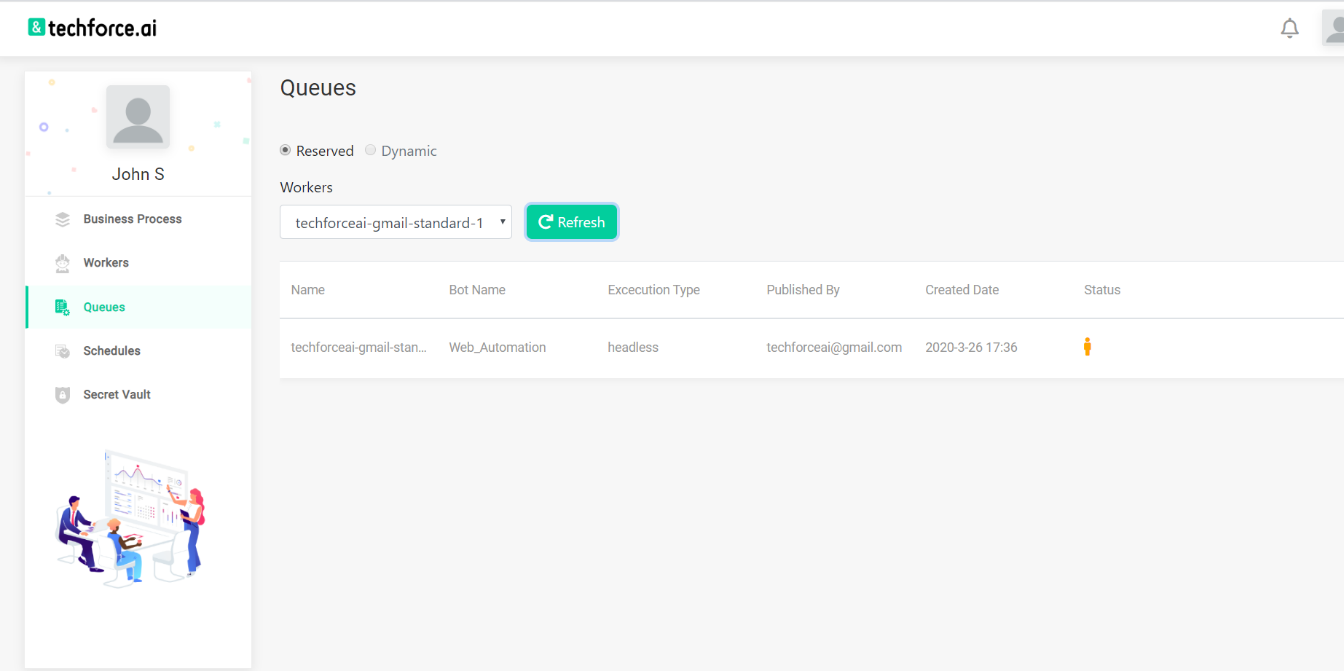 &techforce.ai
John S
Business Process
Workers
Queues
Schedules
Secret Vault
Queues
Reserved Dynamic
Workers
techforceai-gmail-standard-1 Refresh
Name Bot Name Excecution Type Published By Created Date Status
techforceai-gmail-stan... Web_Automation headless techforceai@gmail.com 2020-3-26 17:36